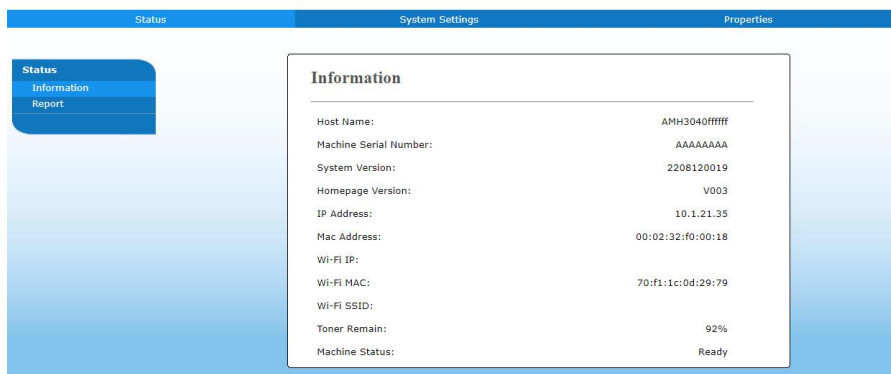 Status System Settings Properties
Status
Information
Report
Information
Host Name: AMH3040ffffff
Machine Serial Number: AAAAAAAA
System Version: 2208120019
Homepage Version: V003
IP Address: 10.1.21.35
Mac Address: 00:02:32:f0:00:18
Wi-Fi IP:
Wi-Fi MAC: 70:f1:1c:0d:29:79
Wi-Fi SSID:
Toner Remain: 92%
Machine Status: Ready